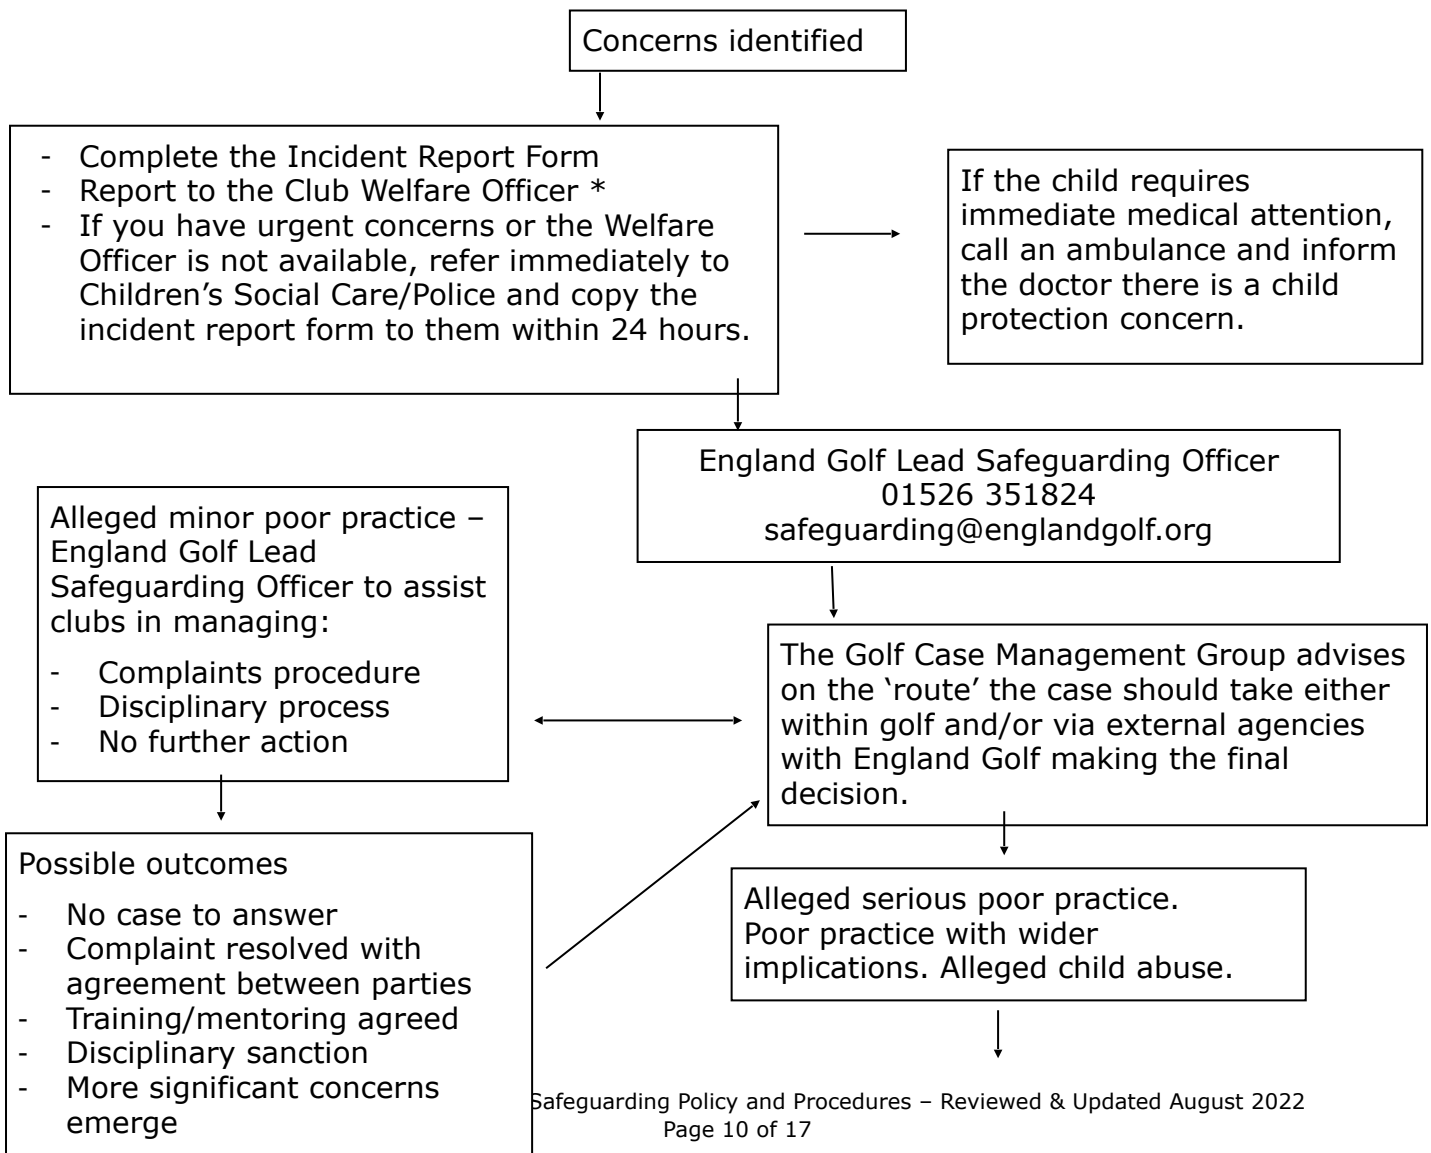 Concerns identified
- Complete the Incident Report Form
- Report to the Club Welfare Officer *
- If you have urgent concerns or the Welfare
Officer is not available, refer immediately to
Children’s Social Care/Police and copy the
incident report form to them within 24 hours.
If the child requires
immediate medical attention,
call an ambulance and inform
the doctor there is a child
protection concern.
England Golf Lead Safeguarding Officer
01526 351824
safeguarding@englandgolf.org
Alleged minor poor practice –
England Golf Lead
Safeguarding Officer to assist
clubs in managing:
- Complaints procedure
- Disciplinary process
- No further action
The Golf Case Management Group advises
on the ‘route’ the case should take either
within golf and/or via external agencies
with England Golf making the final
decision.
Possible outcomes
- No case to answer
- Complaint resolved with
agreement between parties
- Training/mentoring agreed
- Disciplinary sanction
- More significant concerns
emerge
Alleged serious poor practice.
Poor practice with wider
implications. Alleged child abuse.
Safeguarding Policy and Procedures – Reviewed & Updated August 2022
Page 10 of 17